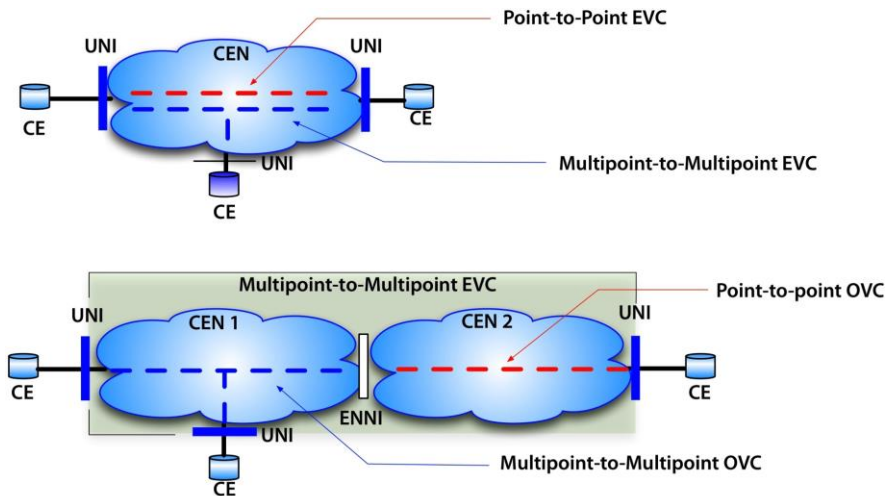 Point-to-Point EVC
UNI
CEN
UNI
CE
CE
UNI
Multipoint-to-Multipoint EVC
CE
Multipoint-to-Multipoint EVC
Point-to-point OVC
UNI
CEN 1
CEN 2
UNI
CE
CE
ENNI
UNI
Multipoint-to-Multipoint OVC
CE